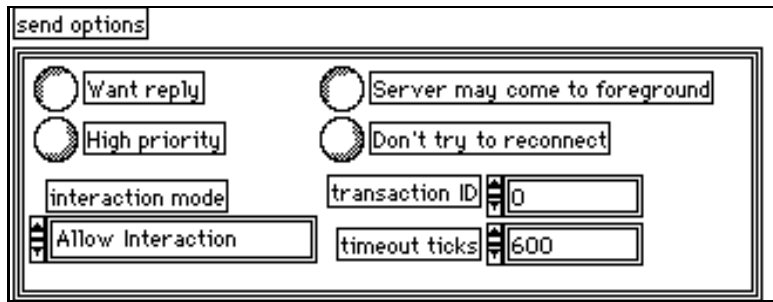 send options
Want reply
Server may come to foreground
High priority
Don't try to reconnect
interaction mode
transaction ID 0
Allow Interaction
timeout ticks 600